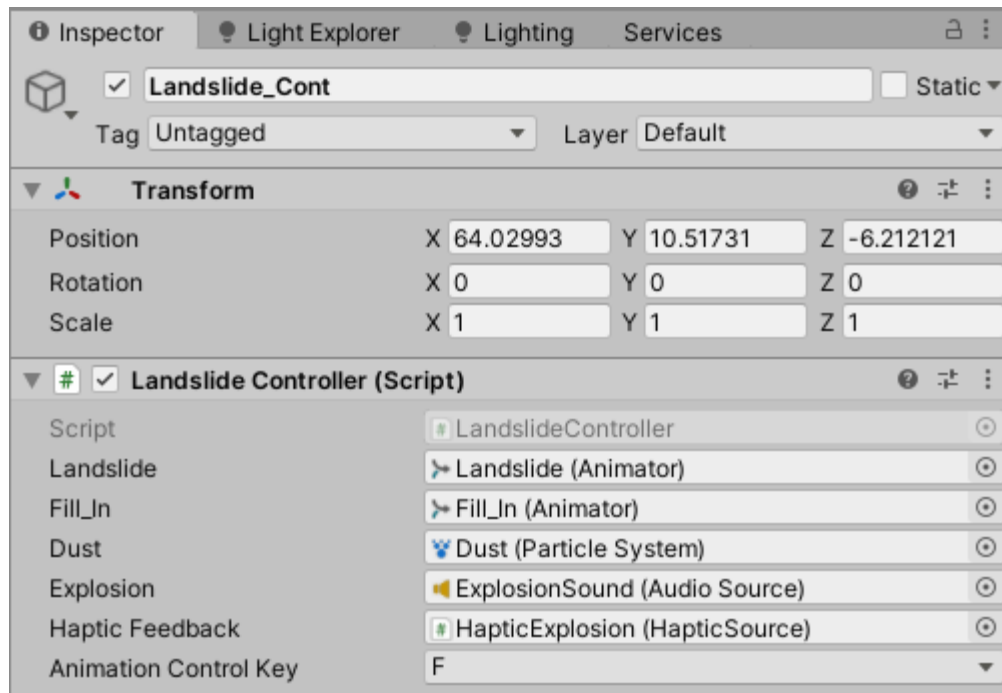 Inspector Light Explorer Lighting Services
Landslide_Cont Static
Tag Untagged Layer Default
Transform
Position X 64.02993 Y 10.51731 Z -6.212121
Rotation X 0 Y 0 Z 0
Scale X 1 Y 1 Z 1
# Landslide Controller (Script)
Script # LandslideController
Landslide Landslide (Animator)
Fill_In Fill_In (Animator)
Dust Dust (Particle System)
Explosion ExplosionSound (Audio Source)
Haptic Feedback # HapticExplosion (HapticSource)
Animation Control Key F